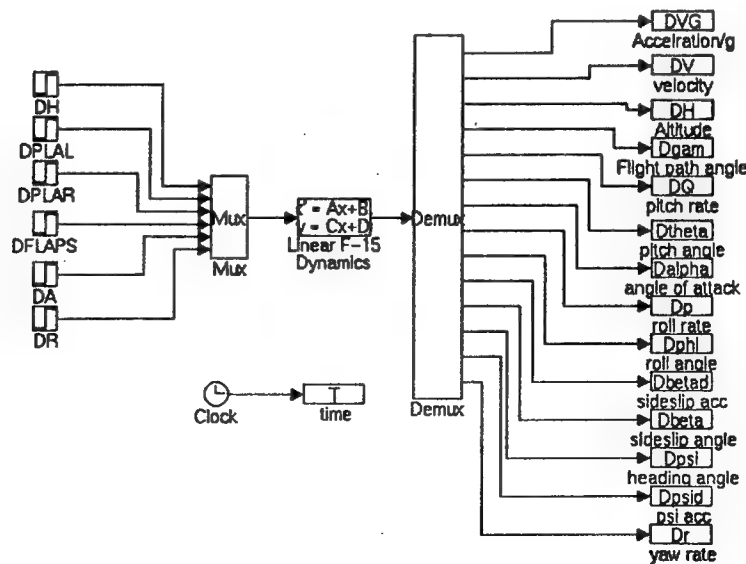 DH
DPLAL
DPLAR
DFLAPS
DA
DR
Mux
Mux
x' = Ax+B
y = Cx+D
Linear F-15
Dynamics
Clock
T
time
Demux
Demux
DVG
Accelration/g
DV
velocity
DH
Altitude
Dgam
Flight path angle
DQ
pitch rate
Dtheta
pitch angle
Dalpha
angle of attack
Dp
roll rate
Dphi
roll angle
Dbetad
sideslip acc
Dbeta
sideslip angle
Dpsi
heading angle
Dpsid
psi acc
Dr
yaw rate